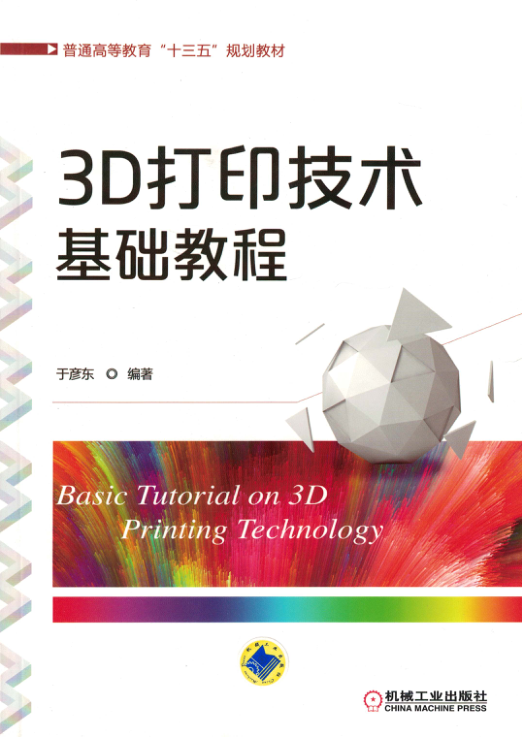 普通高等教育“十三五”规划教材
3D打印技术
基础教程
于彦东 ◎ 编著
Basic Tutorial on 3D
Printing Technology
机械工业出版社
CHINA MACHINE PRESS